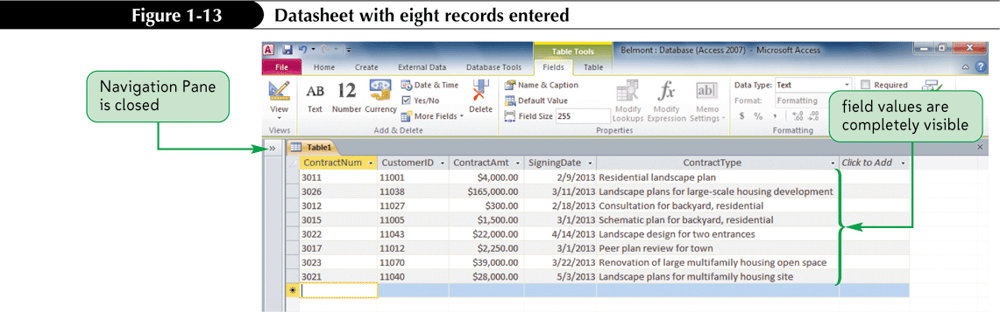 Figure 1-13 Datasheet with eight records entered
Table Tools Belmont : Database (Access 2007) - Microsoft Access
File Home Create External Data Database Tools Fields Table
Navigation Pane
is closed
View
Views
AB
Text
12
Number
Currency
Date & Time
Yes/No
More Fields
Delete
Add & Delete
Name & Caption
Default Value
Field Size 255
Modify
Lookups
fx
Modify
Expression
ab
Memo
Settings
Properties
Data Type: Text
Format: Formatting
$ % , .00
Formatting
Required
field values are
completely visible
Table1
ContractNum CustomerID ContractAmt SigningDate ContractType Click to Add
3011 11001 $4,000.00 2/9/2013 Residential landscape plan
3026 11038 $165,000.00 3/11/2013 Landscape plans for large-scale housing development
3012 11027 $300.00 2/18/2013 Consultation for backyard, residential
3015 11005 $1,500.00 3/1/2013 Schematic plan for backyard, residential
3022 11043 $22,000.00 4/14/2013 Landscape design for two entrances
3017 11012 $2,250.00 3/1/2013 Peer plan review for town
3023 11070 $39,000.00 3/22/2013 Renovation of large multifamily housing open space
3021 11040 $28,000.00 5/3/2013 Landscape plans for multifamily housing site